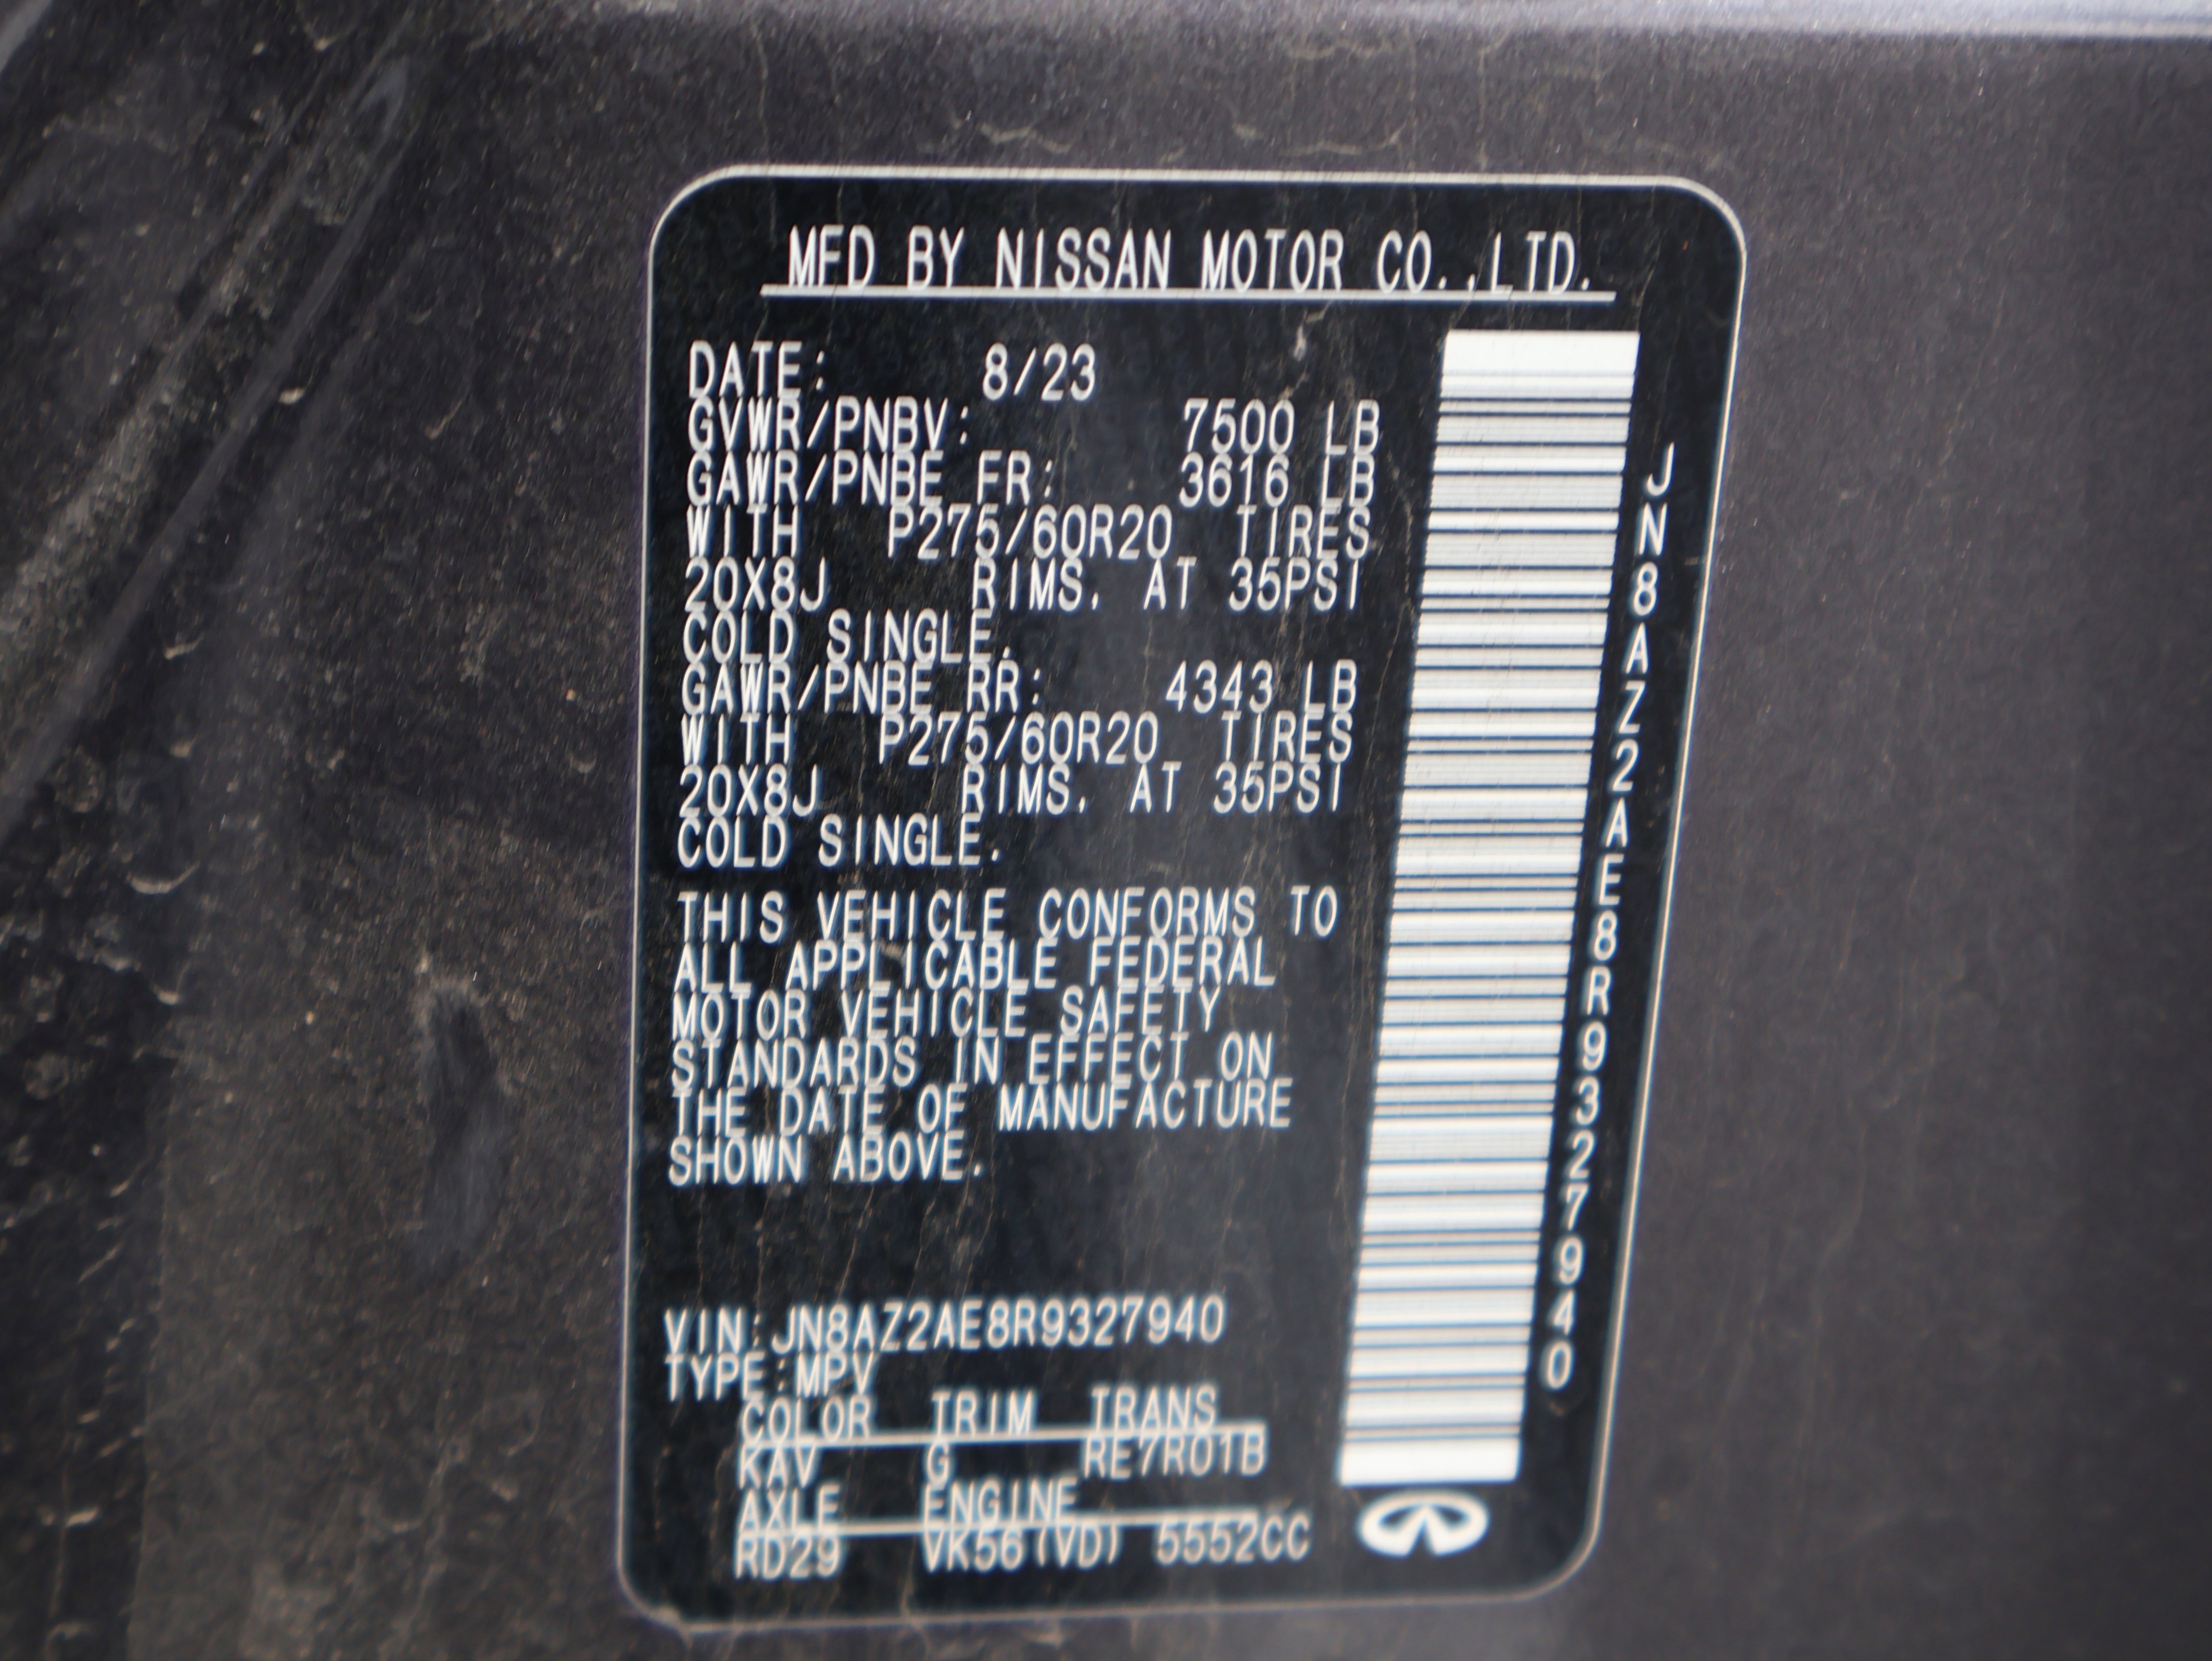 MFD BY NISSAN MOTOR CO.,LTD.
DATE: 8/23
GVWR/PNBV: 7500 LB
GAWR/PNBE FR: 3616 LB
WITH P275/60R20 TIRES
20X8J RIMS. AT 35PSI
COLD SINGLE.
GAWR/PNBE RR: 4343 LB
WITH P275/60R20 TIRES
20X8J RIMS. AT 35PSI
COLD SINGLE.
THIS VEHICLE CONFORMS TO
ALL APPLICABLE FEDERAL
MOTOR VEHICLE SAFETY
STANDARDS IN EFFECT ON
THE DATE OF MANUFACTURE
SHOWN ABOVE.
VIN:JN8AZ2AE8R9327940
TYPE:MPV
COLOR TRIM TRANS
KAV G RE7R01B
AXLE ENGINE
RD29 VK56(VD) 5552CC
JN8AZ2AE8R9327940